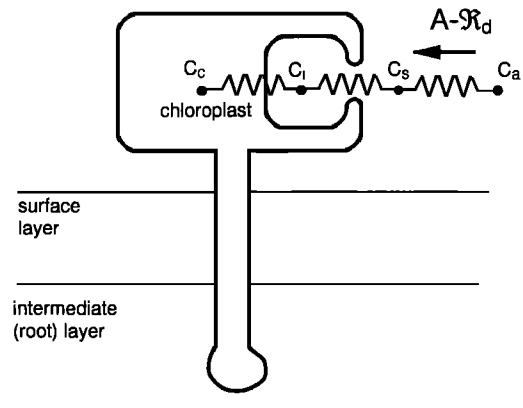 A-ℜd
Cc
Ci
Cs
Ca
chloroplast
surface
layer
intermediate
(root) layer